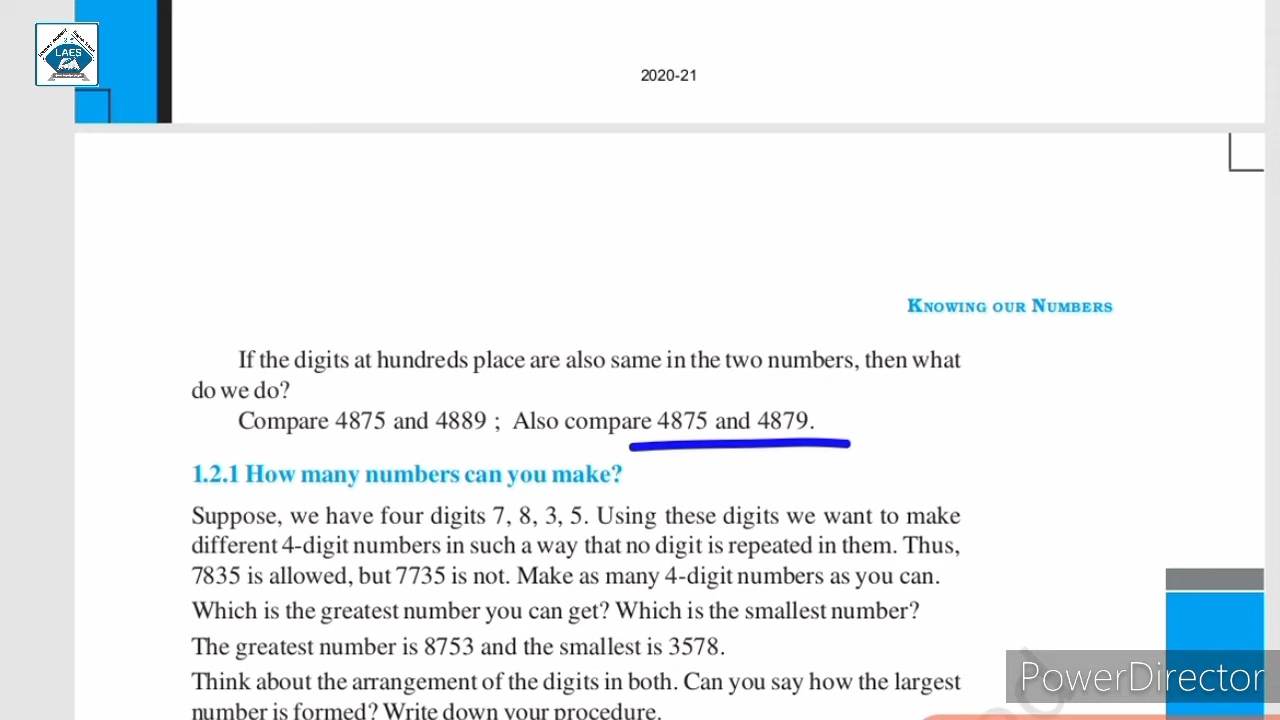 LAES
2020-21
KNOWING OUR NUMBERS
If the digits at hundreds place are also same in the two numbers, then what
do we do?
Compare 4875 and 4889 ; Also compare 4875 and 4879.
1.2.1 How many numbers can you make?
Suppose, we have four digits 7, 8, 3, 5. Using these digits we want to make
different 4-digit numbers in such a way that no digit is repeated in them. Thus,
7835 is allowed, but 7735 is not. Make as many 4-digit numbers as you can.
Which is the greatest number you can get? Which is the smallest number?
The greatest number is 8753 and the smallest is 3578.
Think about the arrangement of the digits in both. Can you say how the largest
number is formed? Write down your procedure.
PowerDirector